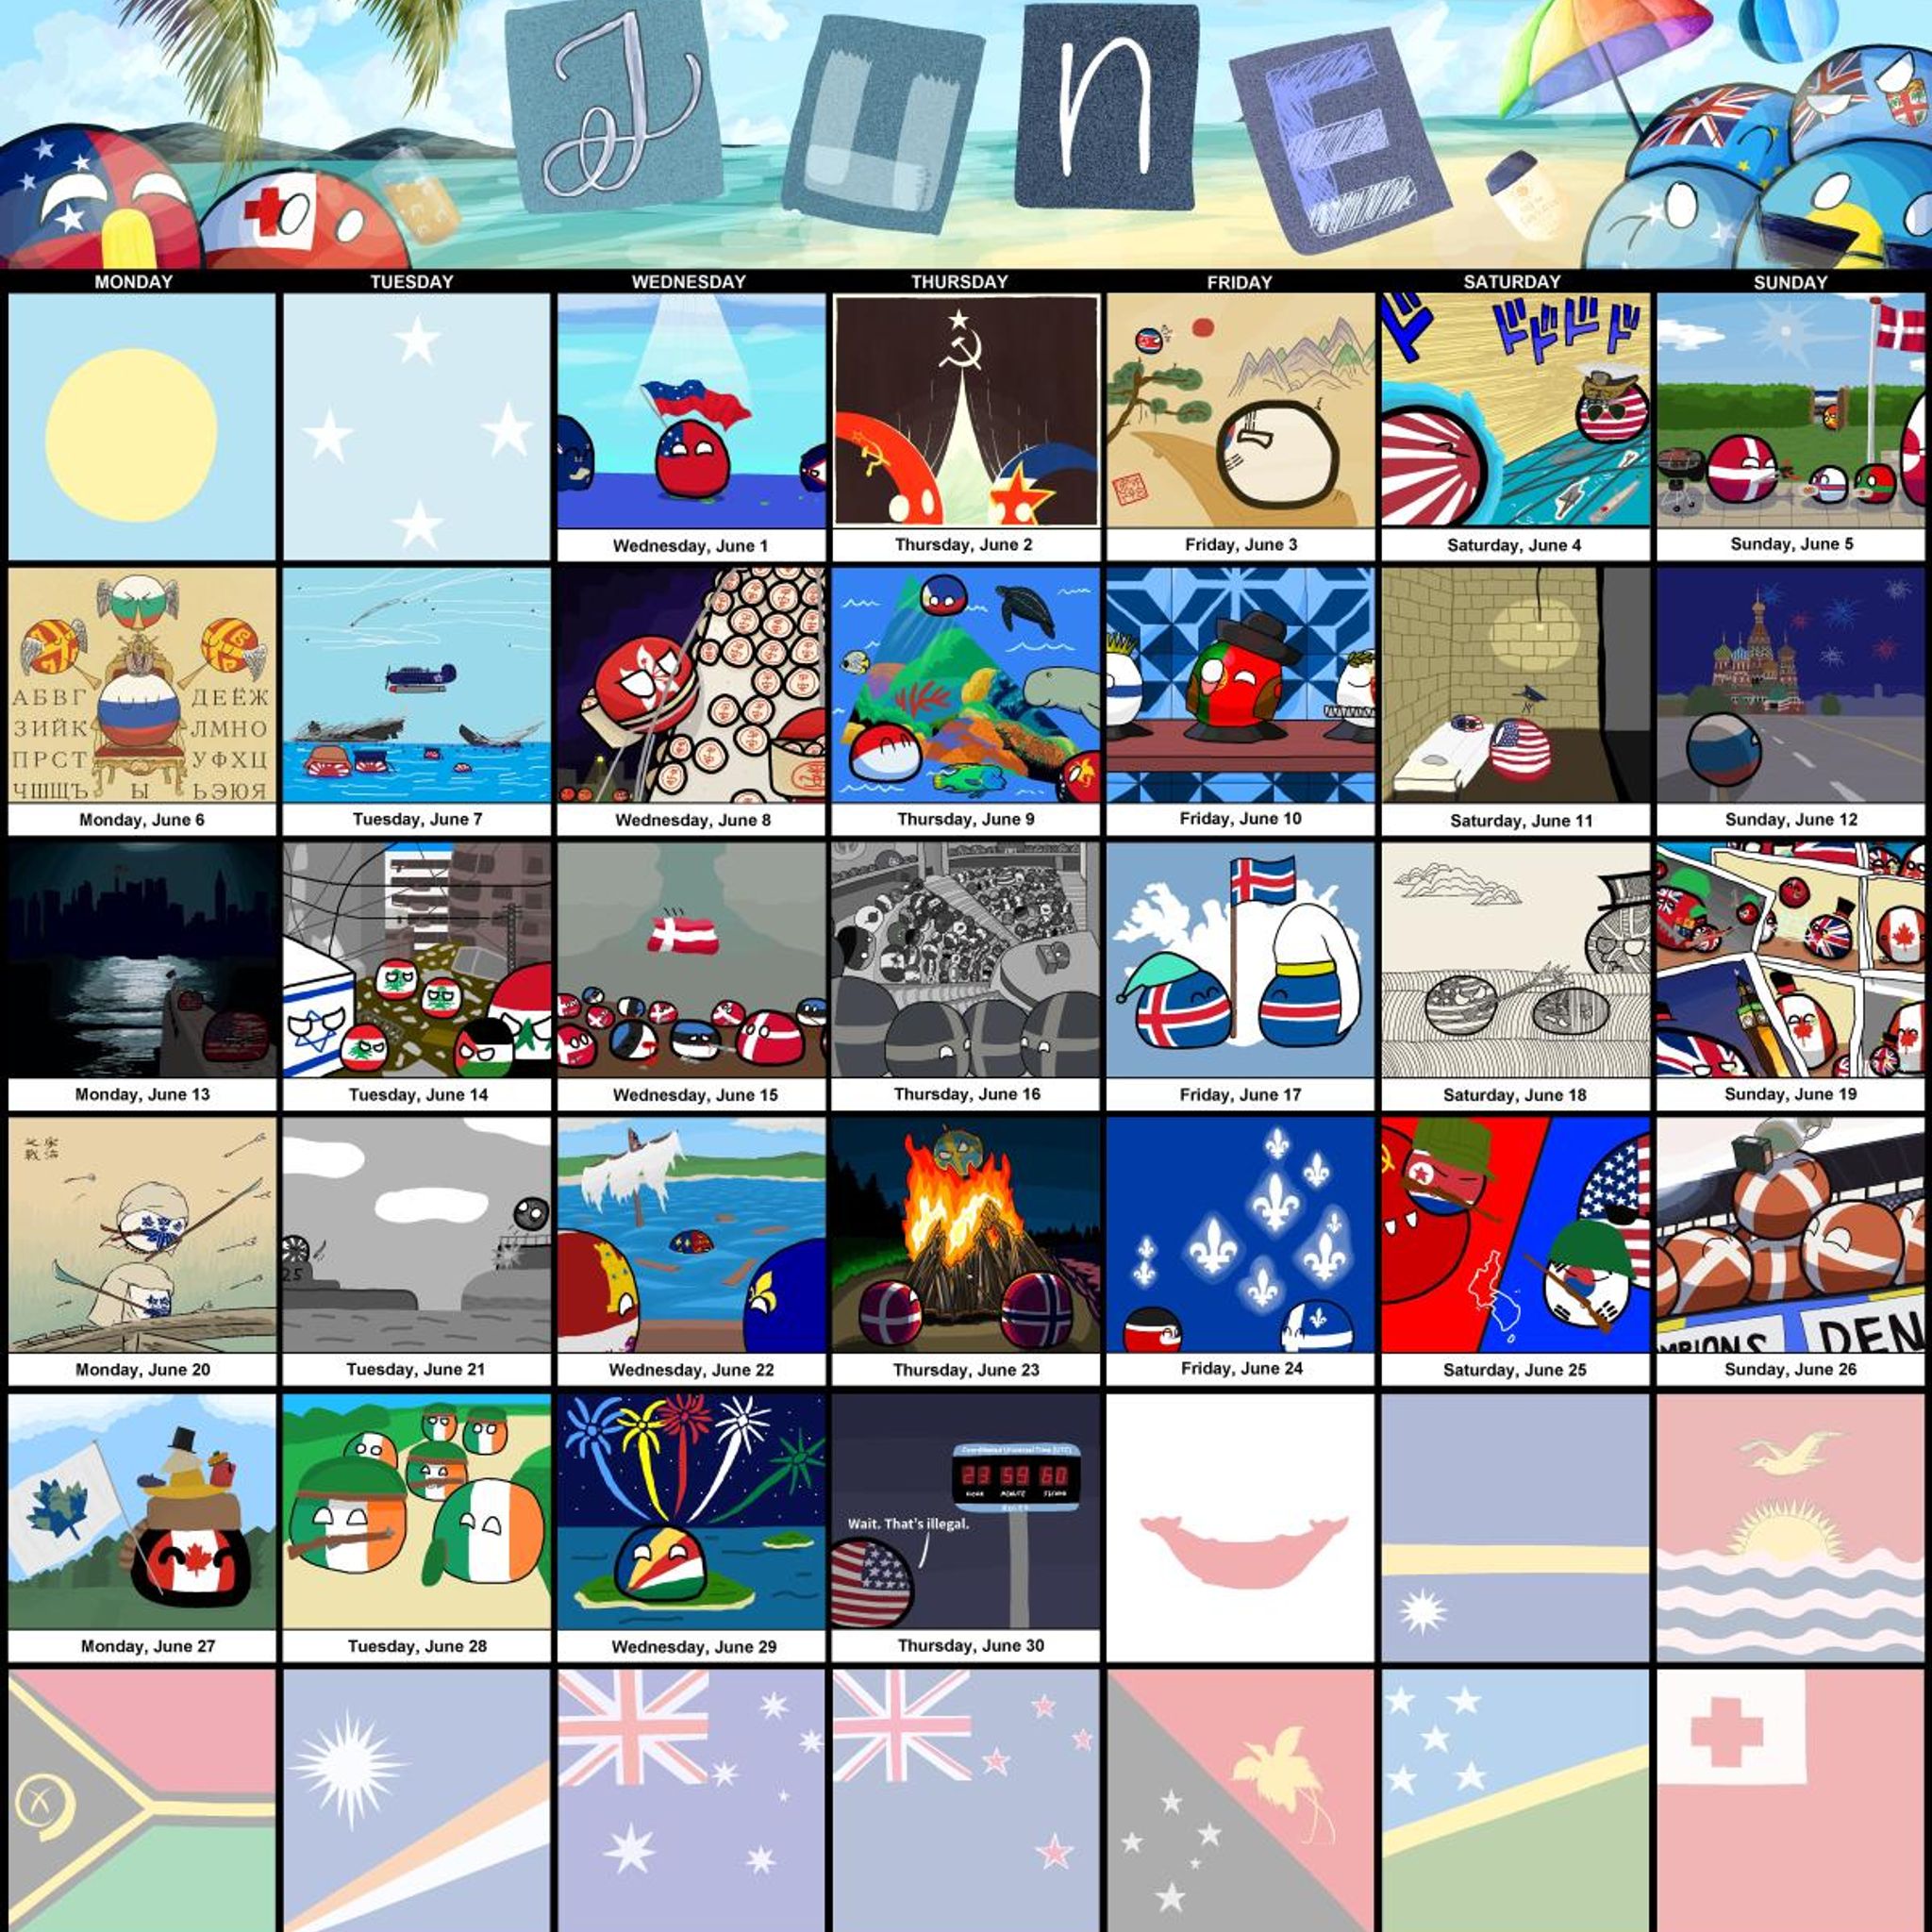 JUnE
MONDAY TUESDAY WEDNESDAY THURSDAY FRIDAY SATURDAY SUNDAY
ドドドドド
Wednesday, June 1
Thursday, June 2
Friday, June 3
Saturday, June 4
Sunday, June 5
АБВГ ДЕЁЖ
ЗИЙК ЛМНО
ПРСТ УФХЦ
ЧШЩЪ Ы ЬЭЮЯ
Monday, June 6
Tuesday, June 7
Wednesday, June 8
Thursday, June 9
Friday, June 10
Saturday, June 11
Sunday, June 12
Monday, June 13
Tuesday, June 14
Wednesday, June 15
Thursday, June 16
Friday, June 17
Saturday, June 18
Sunday, June 19
Monday, June 20
25
Tuesday, June 21
Wednesday, June 22
Thursday, June 23
Friday, June 24
Saturday, June 25
MPIONS DEN
Sunday, June 26
Monday, June 27
Tuesday, June 28
Wednesday, June 29
Coordinated Universal Time (UTC)
23 59 60
HOUR MINUTE SECOND
Wait. That's illegal.
Thursday, June 30